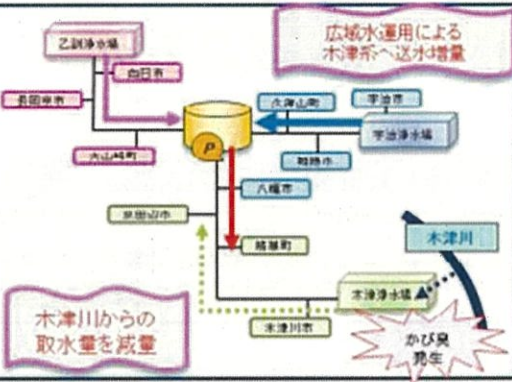 広域水運用による
木津系へ送水増量
乙訓浄水場
向日市
長岡京市
大山崎町
久御山町
宇治市
宇治浄水場
城陽市
P
八幡市
京田辺市
精華町
木津川
木津浄水場
木津川市
かび臭
発生
木津川からの
取水量を減量